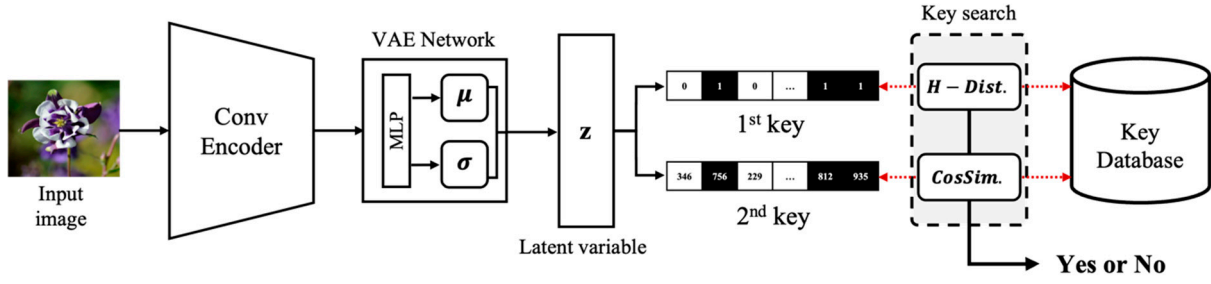 Key search
VAE Network
Conv
Encoder
MLP
μ
σ
z
0 1 0 ... 1 1
1st key
346 756 229 ... 812 935
2nd key
H − Dist.
CosSim.
Key
Database
Input
image
Latent variable
Yes or No